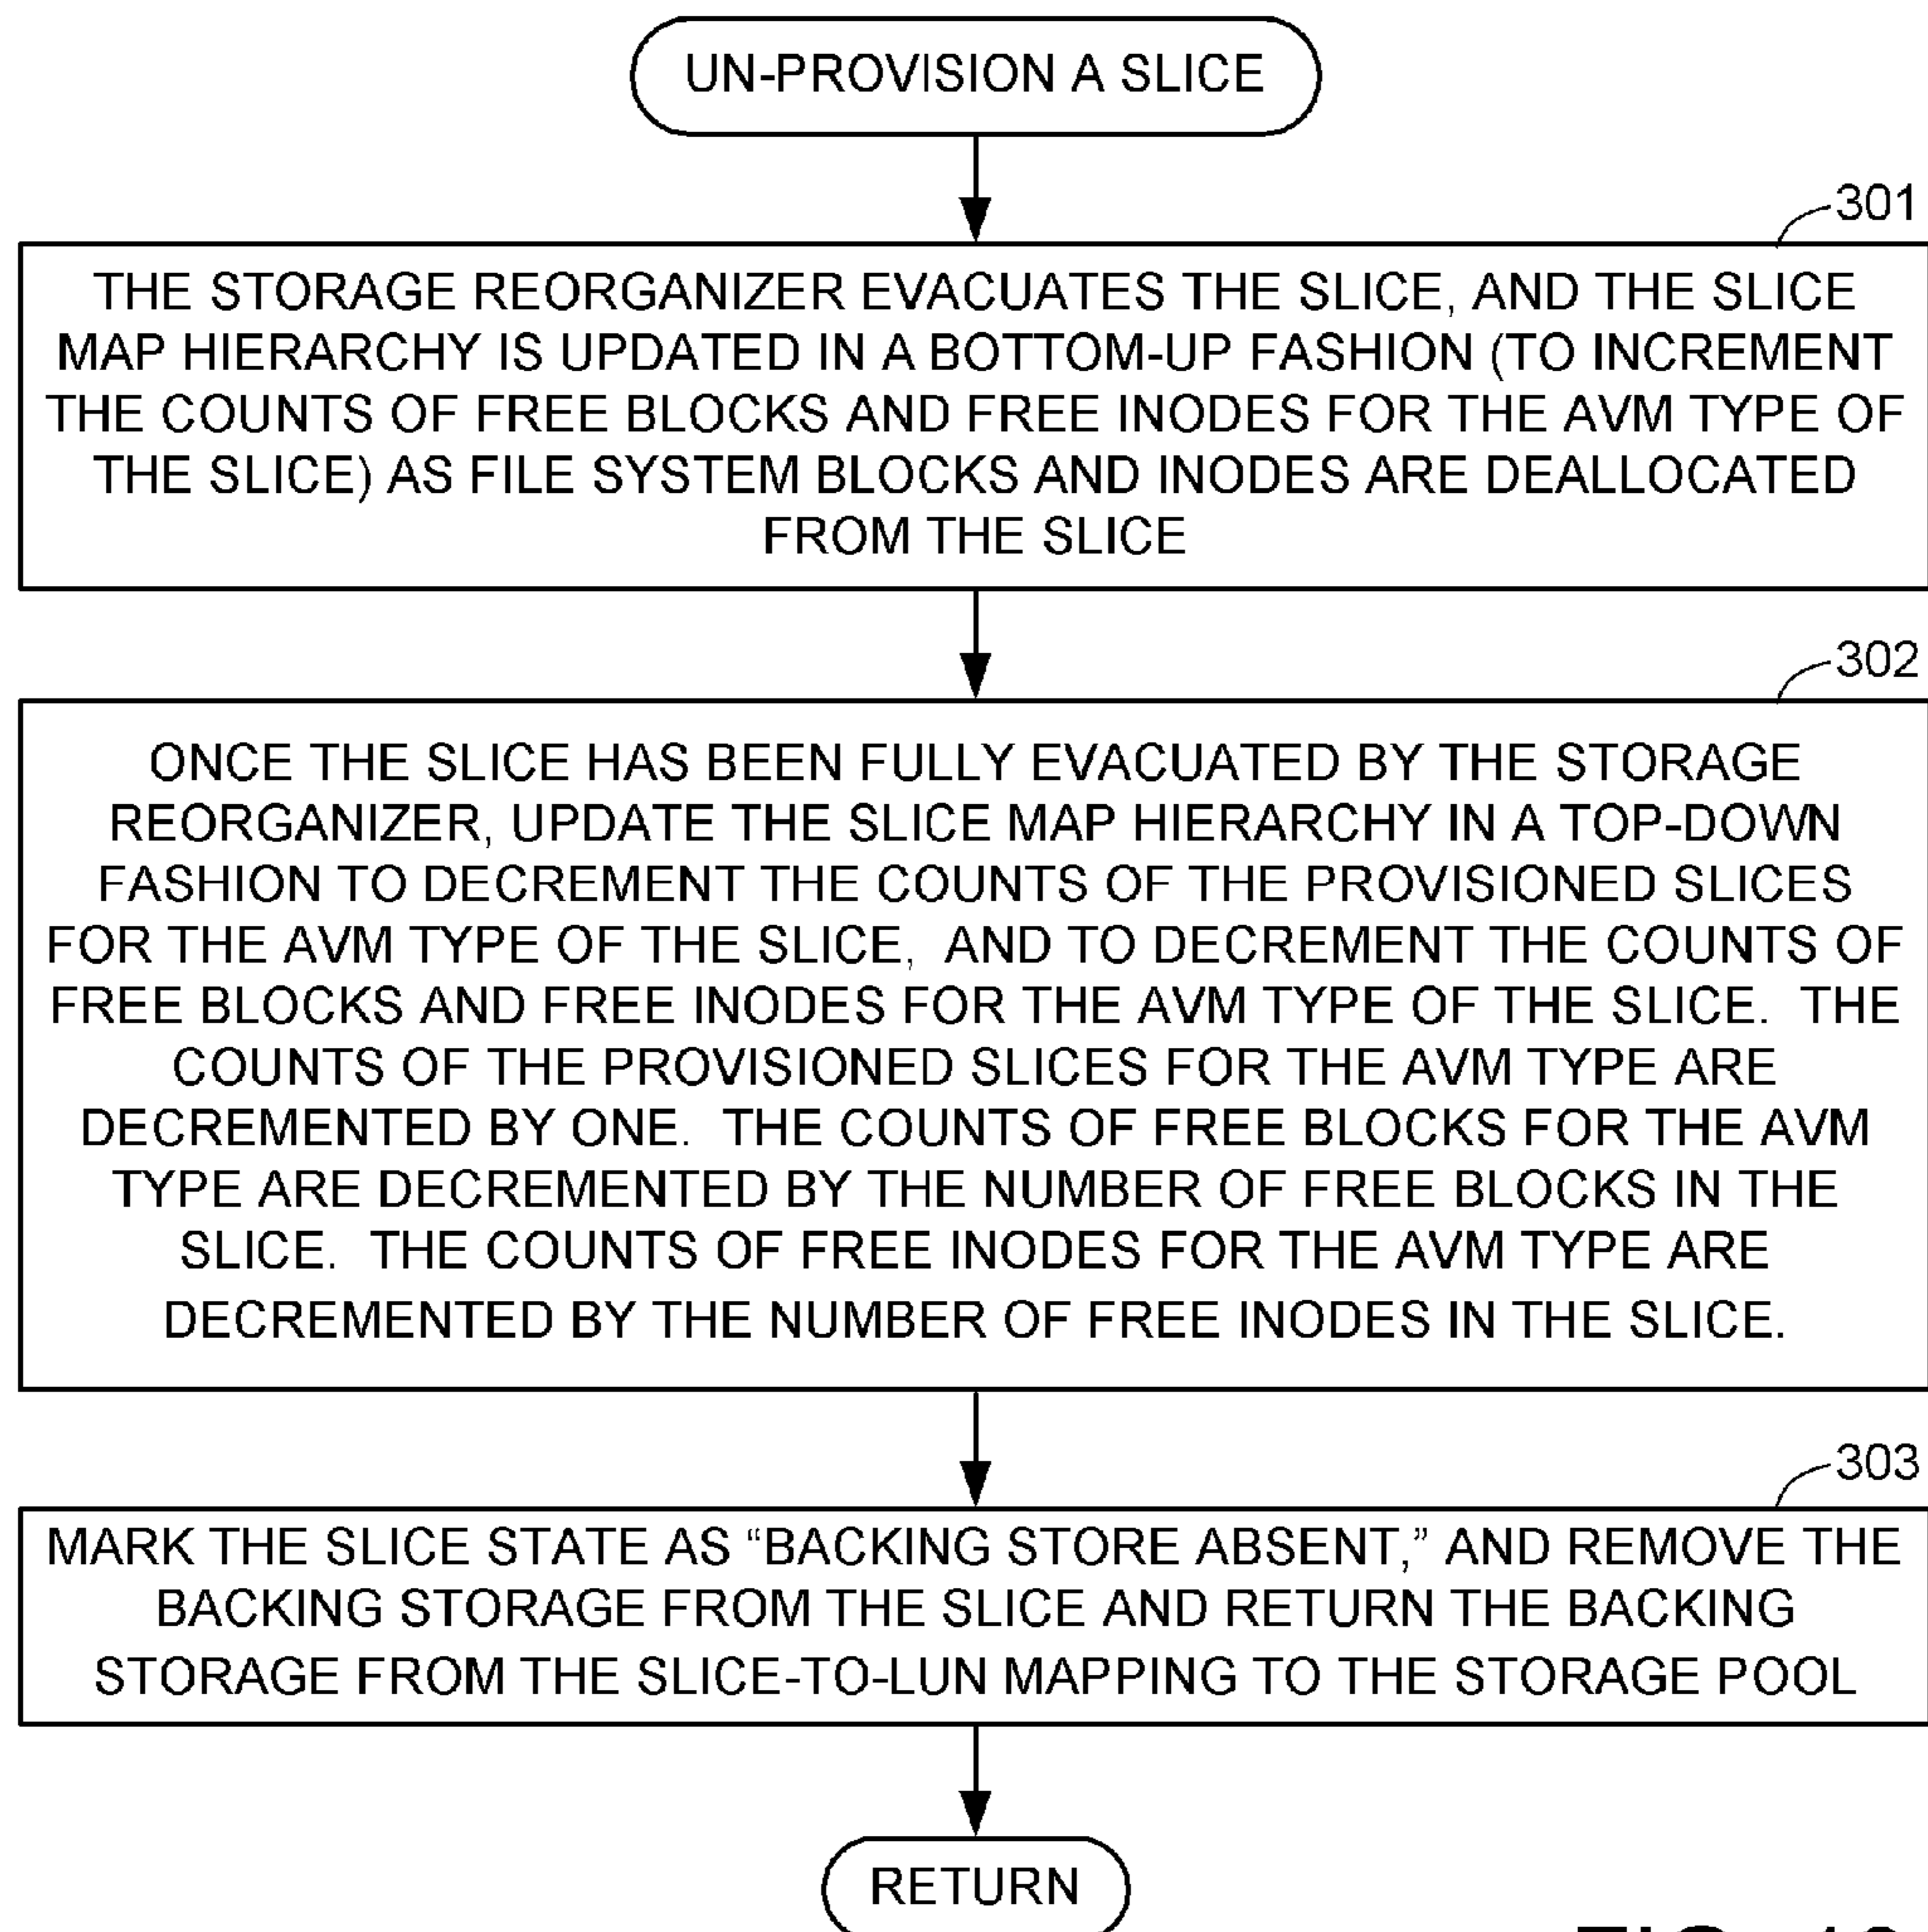 UN-PROVISION A SLICE
301
THE STORAGE REORGANIZER EVACUATES THE SLICE, AND THE SLICE
MAP HIERARCHY IS UPDATED IN A BOTTOM-UP FASHION (TO INCREMENT
THE COUNTS OF FREE BLOCKS AND FREE INODES FOR THE AVM TYPE OF
THE SLICE) AS FILE SYSTEM BLOCKS AND INODES ARE DEALLOCATED
FROM THE SLICE
302
ONCE THE SLICE HAS BEEN FULLY EVACUATED BY THE STORAGE
REORGANIZER, UPDATE THE SLICE MAP HIERARCHY IN A TOP-DOWN
FASHION TO DECREMENT THE COUNTS OF THE PROVISIONED SLICES
FOR THE AVM TYPE OF THE SLICE, AND TO DECREMENT THE COUNTS OF
FREE BLOCKS AND FREE INODES FOR THE AVM TYPE OF THE SLICE. THE
COUNTS OF THE PROVISIONED SLICES FOR THE AVM TYPE ARE
DECREMENTED BY ONE. THE COUNTS OF FREE BLOCKS FOR THE AVM
TYPE ARE DECREMENTED BY THE NUMBER OF FREE BLOCKS IN THE
SLICE. THE COUNTS OF FREE INODES FOR THE AVM TYPE ARE
DECREMENTED BY THE NUMBER OF FREE INODES IN THE SLICE.
303
MARK THE SLICE STATE AS “BACKING STORE ABSENT,” AND REMOVE THE
BACKING STORAGE FROM THE SLICE AND RETURN THE BACKING
STORAGE FROM THE SLICE-TO-LUN MAPPING TO THE STORAGE POOL
RETURN